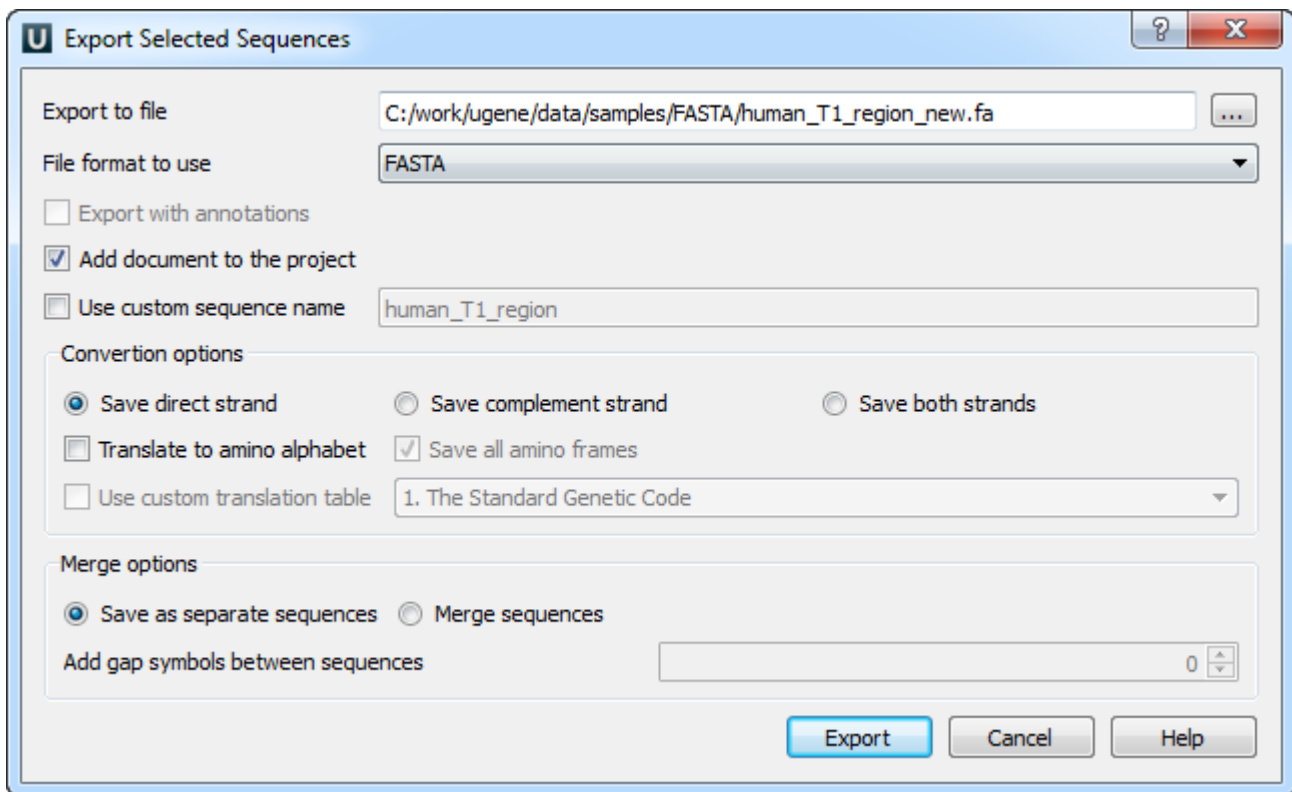 U Export Selected Sequences ? X
Export to file C:/work/ugene/data/samples/FASTA/human_T1_region_new.fa ...
File format to use FASTA
Export with annotations
Add document to the project
Use custom sequence name human_T1_region
Convertion options
Save direct strand Save complement strand Save both strands
Translate to amino alphabet Save all amino frames
Use custom translation table 1. The Standard Genetic Code
Merge options
Save as separate sequences Merge sequences
Add gap symbols between sequences 0
Export Cancel Help